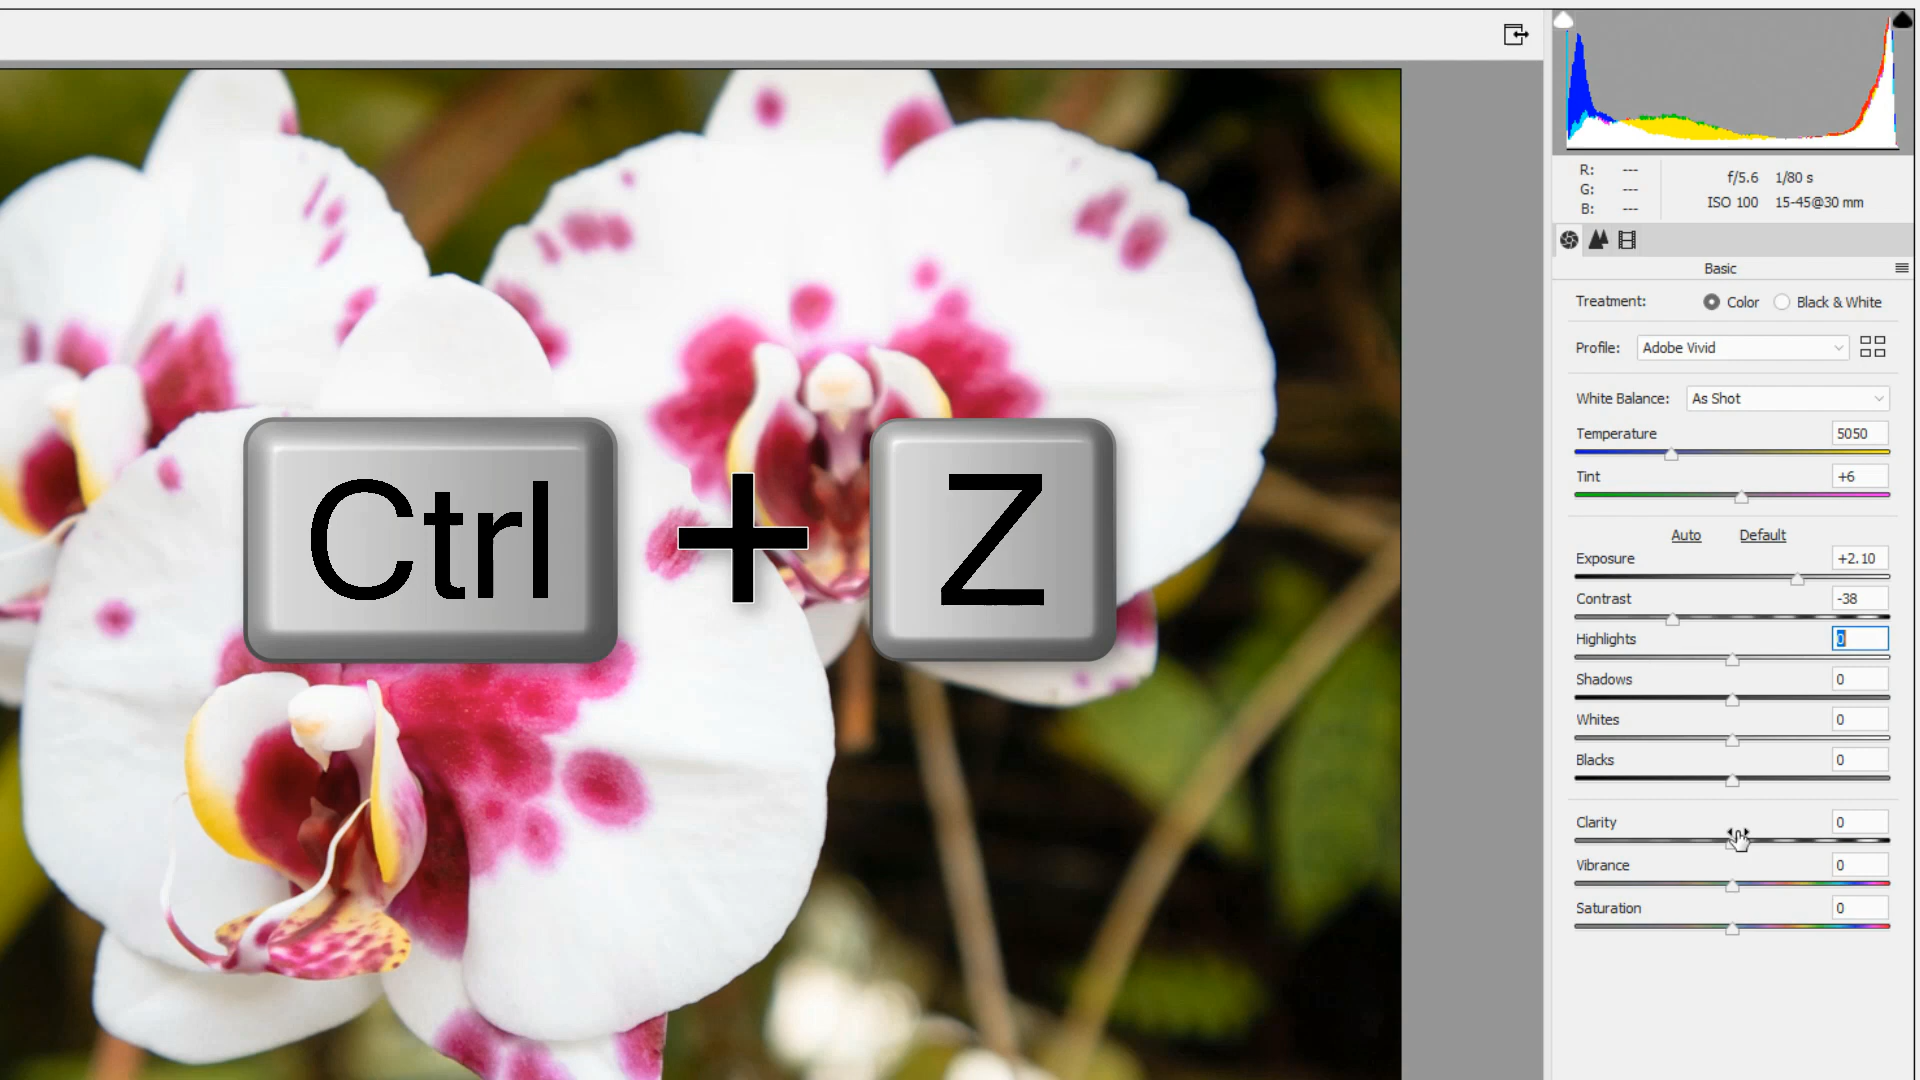 R: ---
G: ---
B: ---
f/5.6 1/80 s
ISO 100 15-45@30 mm
Basic
Treatment: Color Black & White
Profile: Adobe Vivid
White Balance: As Shot
Temperature 5050
Tint +6
Auto Default
Exposure +2.10
Contrast -38
Highlights 0
Shadows 0
Whites 0
Blacks 0
Clarity 0
Vibrance 0
Saturation 0
Ctrl + Z